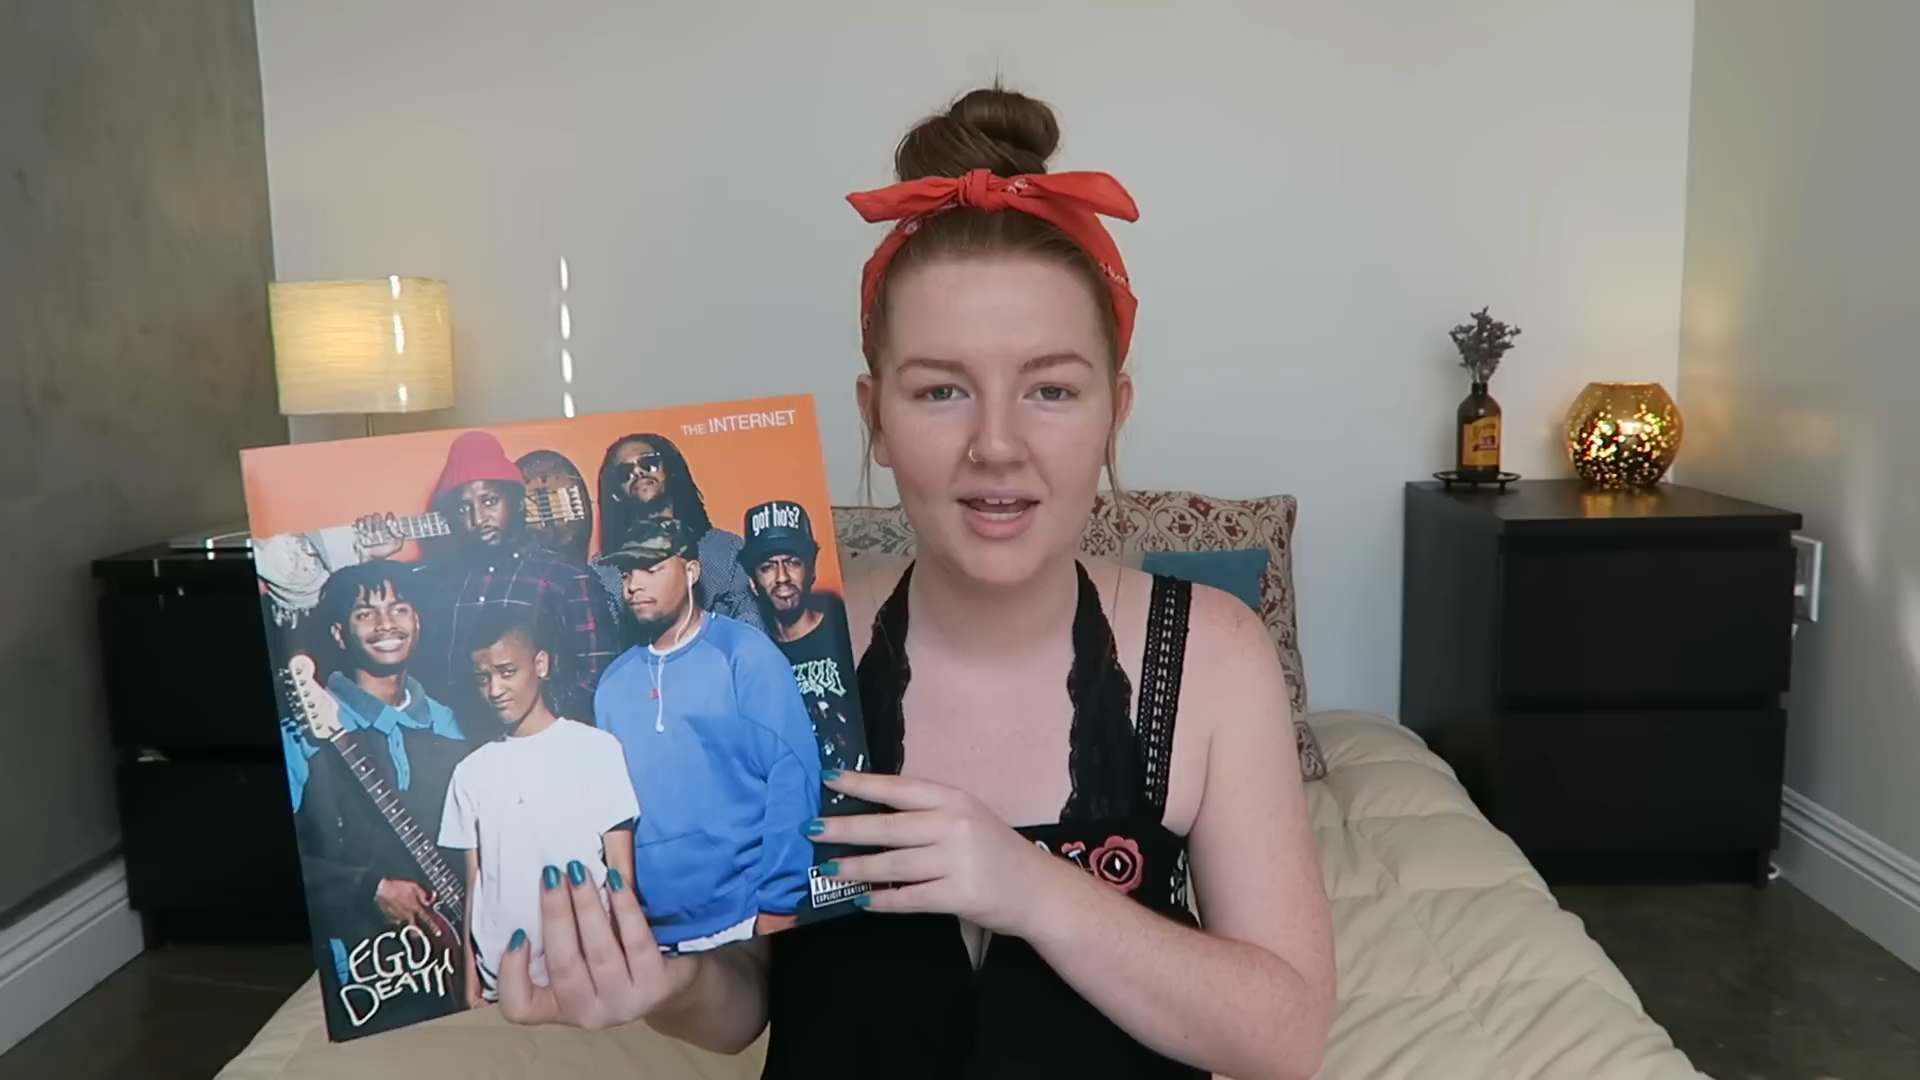 THE INTERNET
got ho's?
EGO
DEATH
EXPLICIT CONTENT